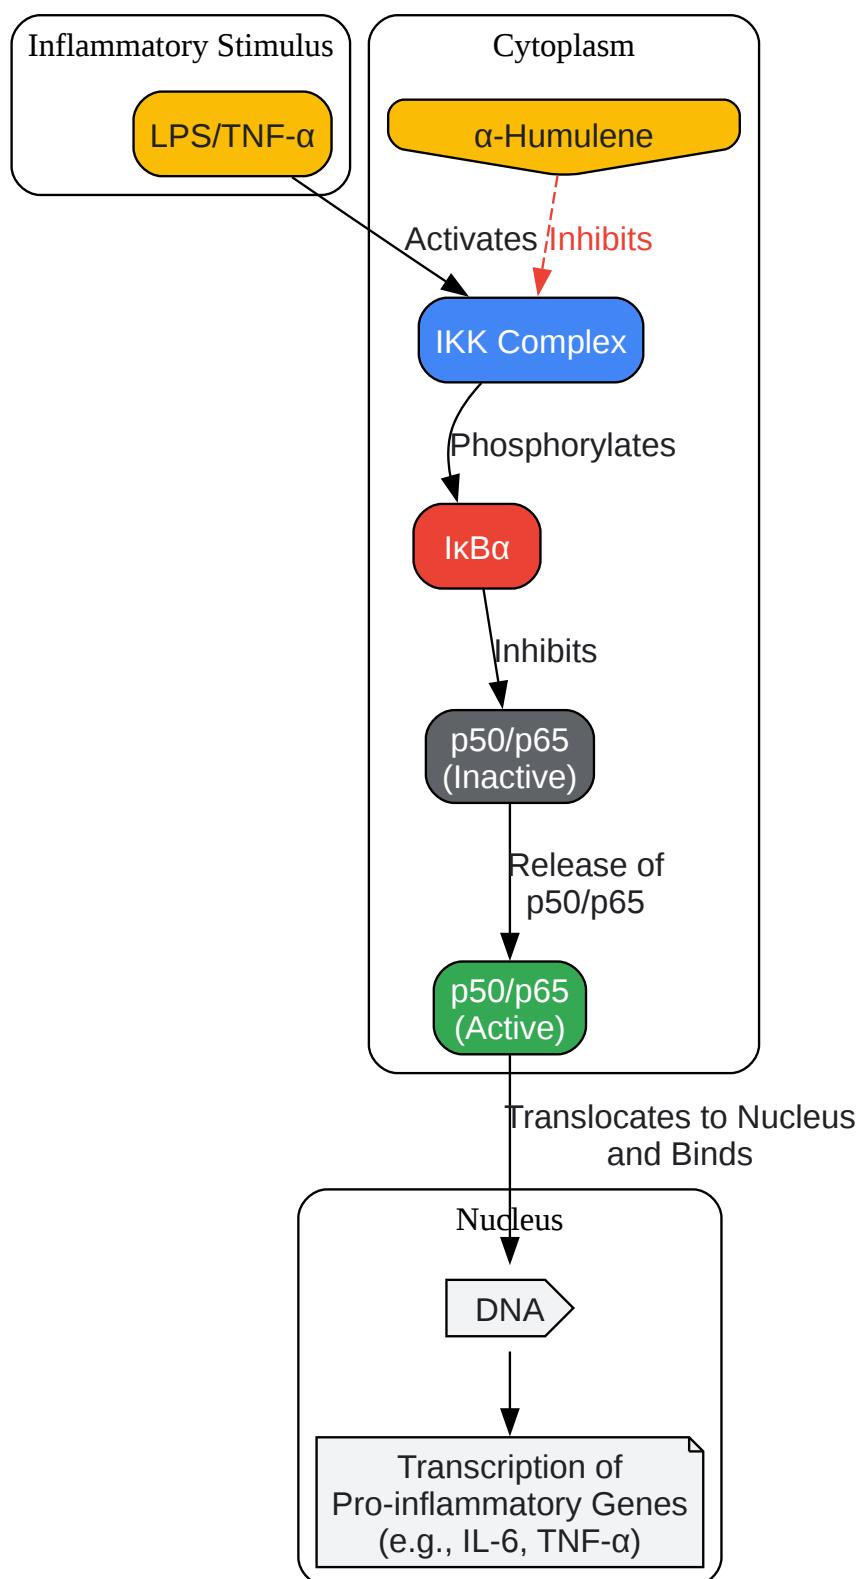 Inflammatory Stimulus
Cytoplasm
LPS/TNF-α
α-Humulene
Activates
Inhibits
IKK Complex
Phosphorylates
IκBα
Inhibits
p50/p65
(Inactive)
Release of
p50/p65
p50/p65
(Active)
Translocates to Nucleus
and Binds
Nucleus
DNA
Transcription of
Pro-inflammatory Genes
(e.g., IL-6, TNF-α)